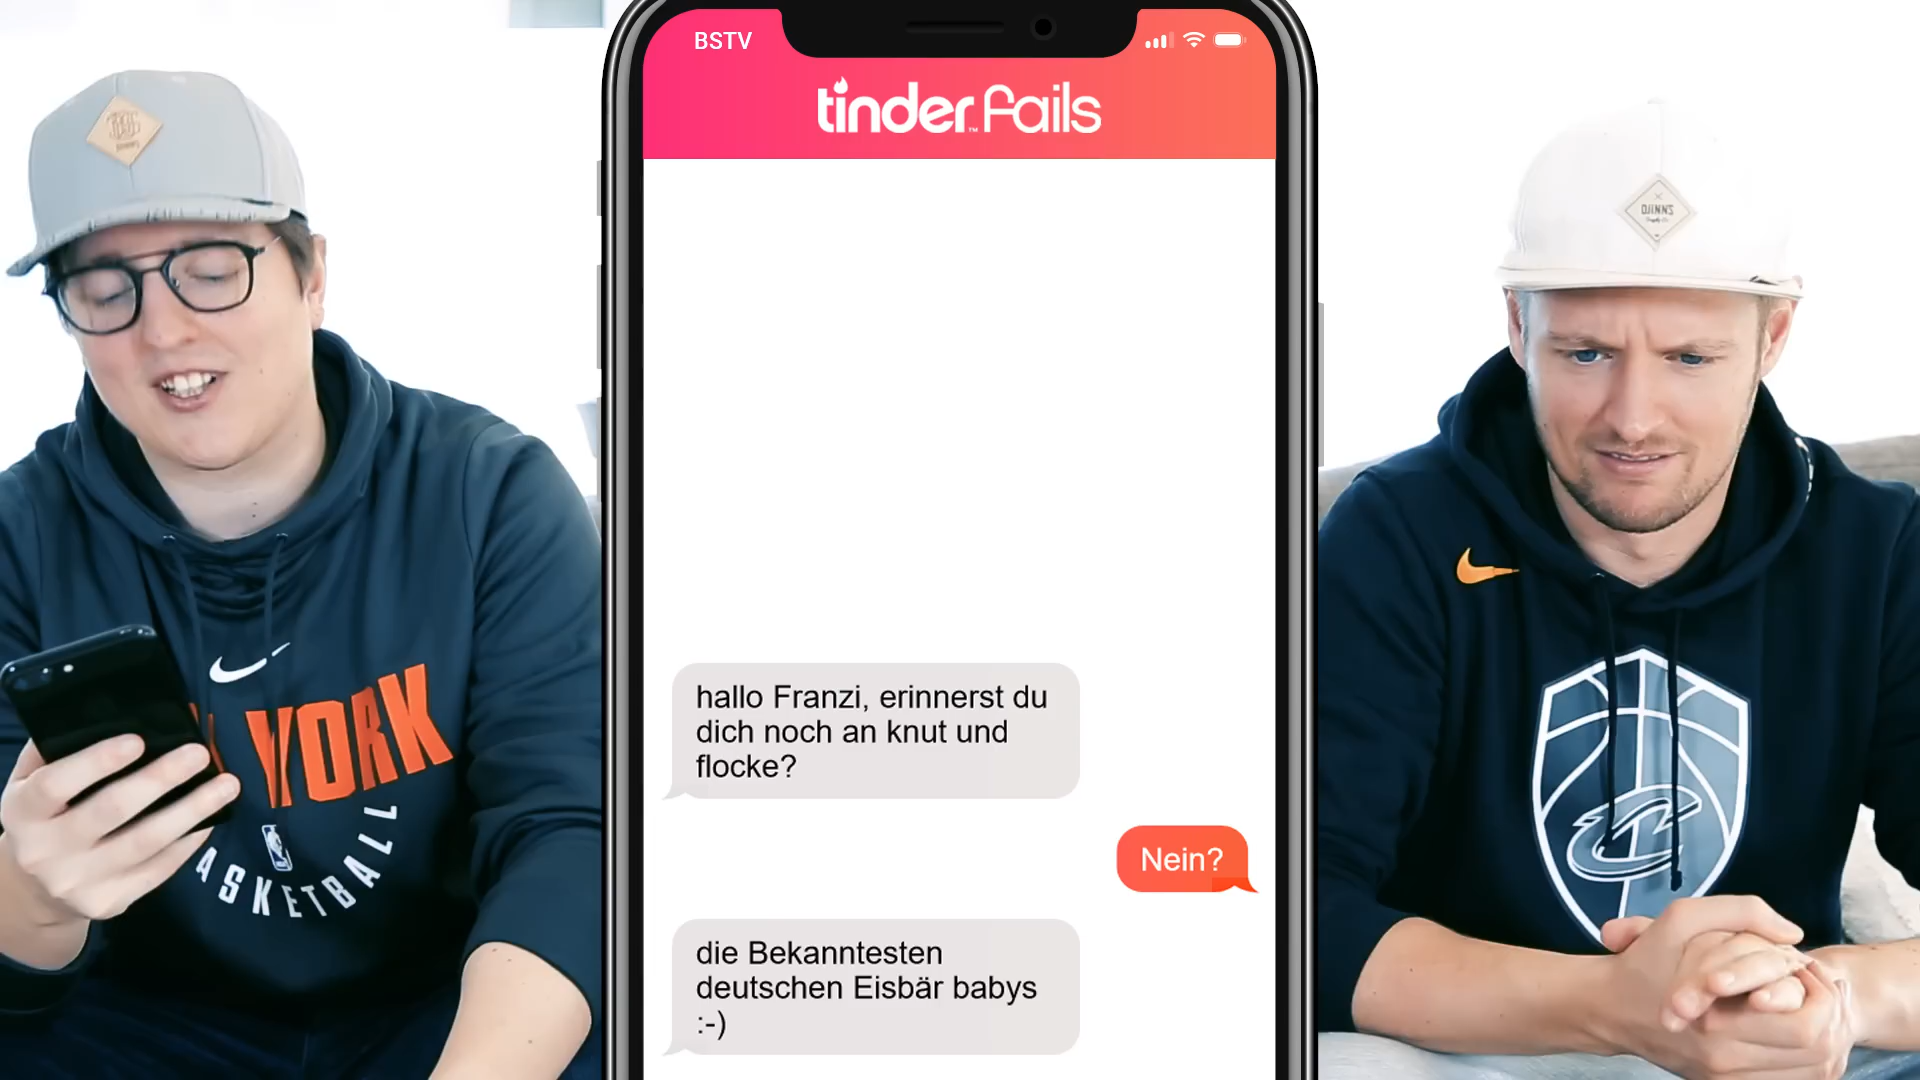 BSTV
tinder fails
hallo Franzi, erinnerst du
dich noch an knut und
flocke?
Nein?
die Bekanntesten
deutschen Eisbär babys
:-)
DJINNS
YORK
ASKETBALL